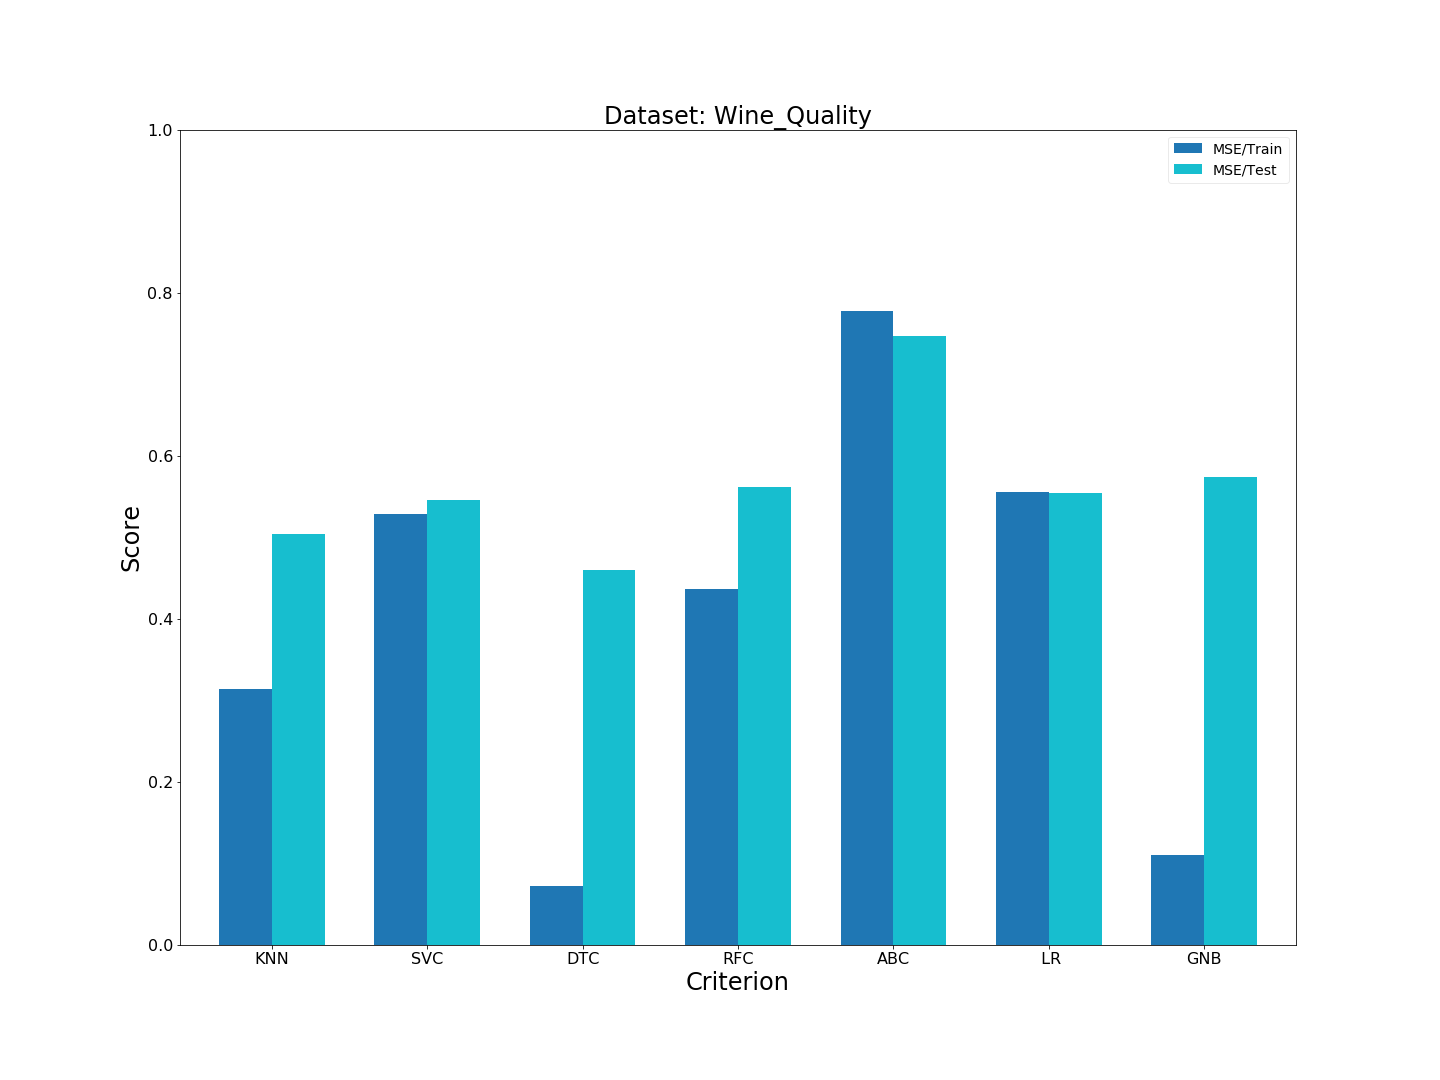 Dataset: Wine_Quality
MSE/Train
MSE/Test
1.0
0.8
0.6
0.4
0.2
0.0
Score
KNN SVC DTC RFC ABC LR GNB
Criterion